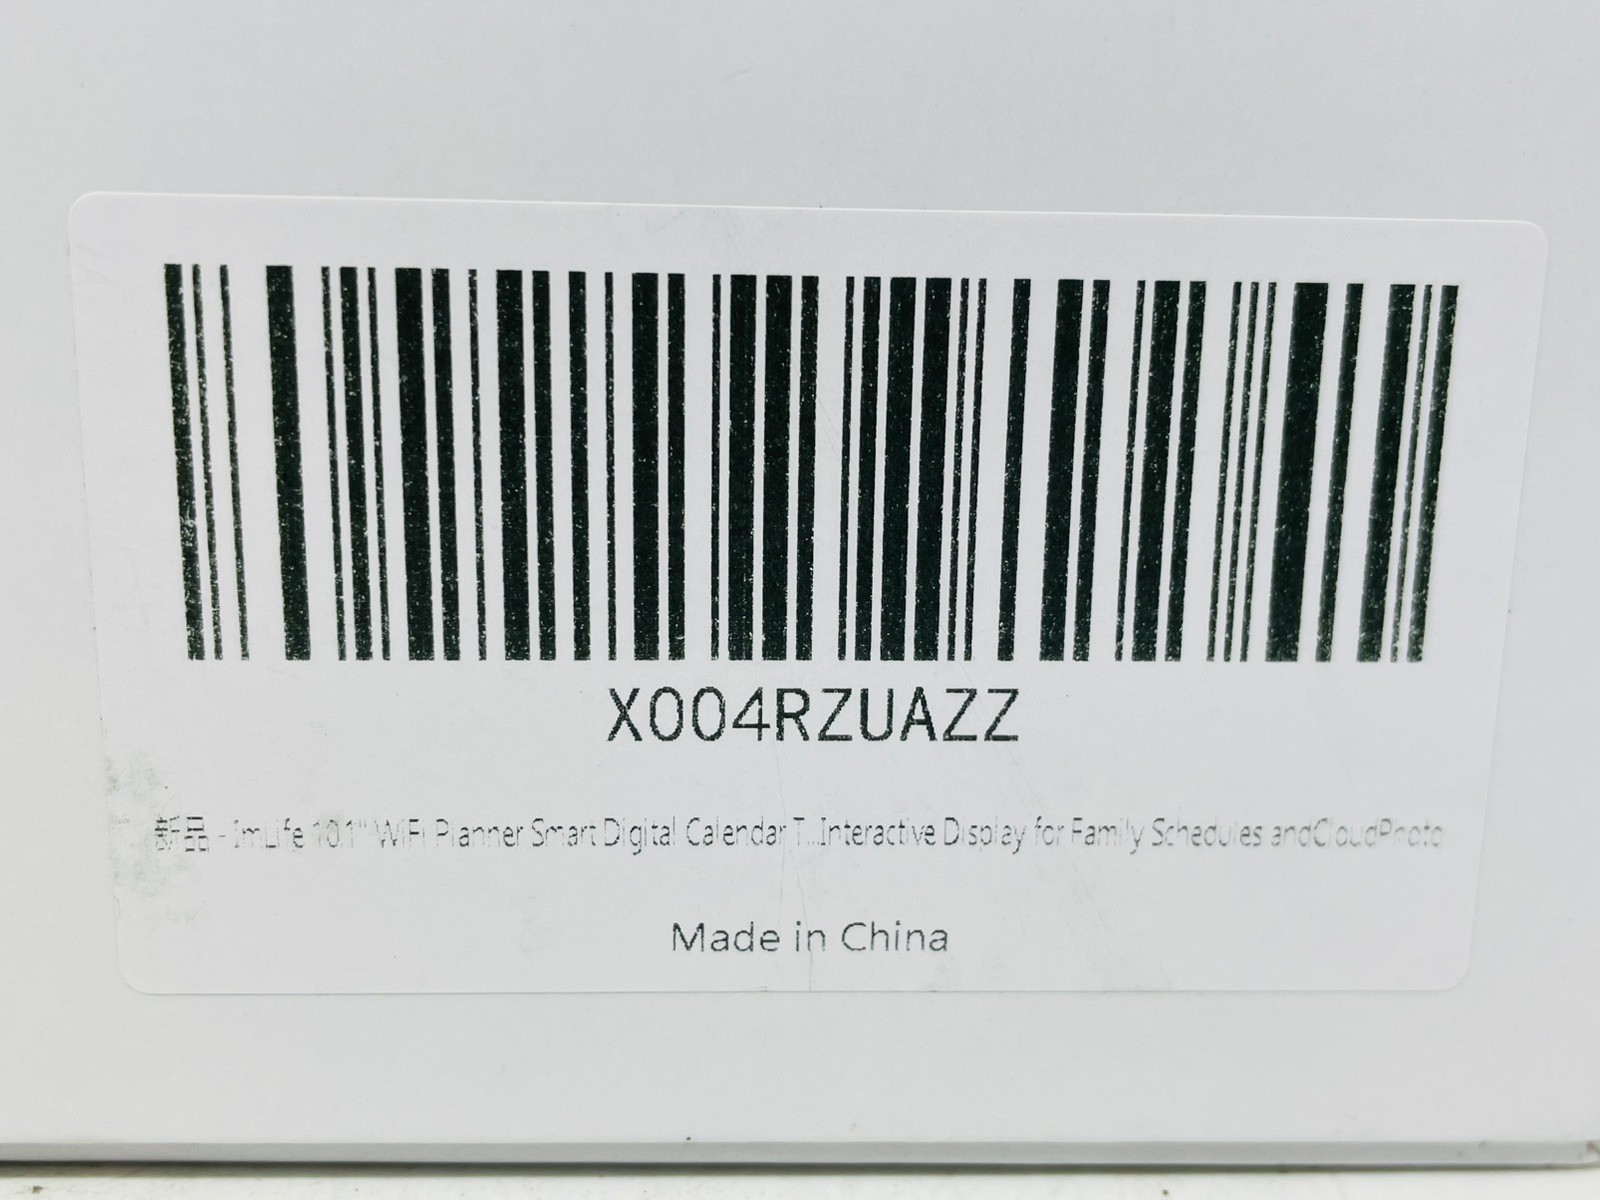 X004RZUAZZ
新品 - ImLife 10.1" WiFi Planner Smart Digital Calendar T...Interactive Display for Family Schedules andCloudPhoto
Made in China